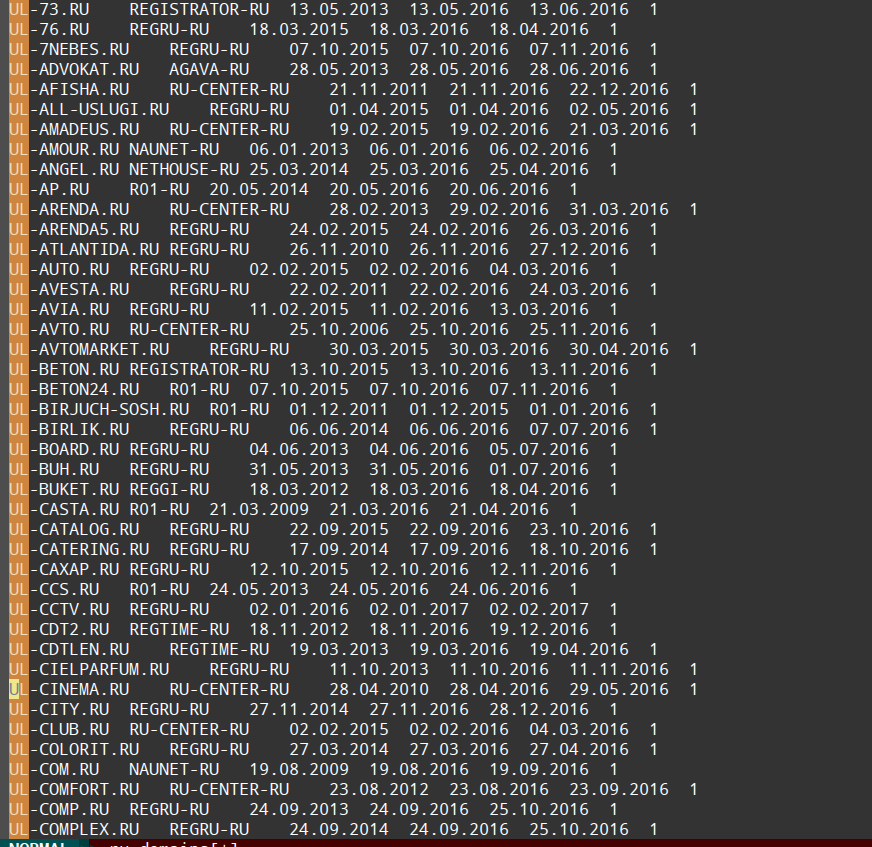 UL-73.RU REGISTRATOR-RU 13.05.2013 13.05.2016 13.06.2016 1
UL-76.RU REGRU-RU 18.03.2015 18.03.2016 18.04.2016 1
UL-7NEBES.RU REGRU-RU 07.10.2015 07.10.2016 07.11.2016 1
UL-ADVOKAT.RU AGAVA-RU 28.05.2013 28.05.2016 28.06.2016 1
UL-AFISHA.RU RU-CENTER-RU 21.11.2011 21.11.2016 22.12.2016 1
UL-ALL-USLUGI.RU REGRU-RU 01.04.2015 01.04.2016 02.05.2016 1
UL-AMADEUS.RU RU-CENTER-RU 19.02.2015 19.02.2016 21.03.2016 1
UL-AMOUR.RU NAUNET-RU 06.01.2013 06.01.2016 06.02.2016 1
UL-ANGEL.RU NETHOUSE-RU 25.03.2014 25.03.2016 25.04.2016 1
UL-AP.RU R01-RU 20.05.2014 20.05.2016 20.06.2016 1
UL-ARENDA.RU RU-CENTER-RU 28.02.2013 29.02.2016 31.03.2016 1
UL-ARENDA5.RU REGRU-RU 24.02.2015 24.02.2016 26.03.2016 1
UL-ATLANTIDA.RU REGRU-RU 26.11.2010 26.11.2016 27.12.2016 1
UL-AUTO.RU REGRU-RU 02.02.2015 02.02.2016 04.03.2016 1
UL-AVESTA.RU REGRU-RU 22.02.2011 22.02.2016 24.03.2016 1
UL-AVIA.RU REGRU-RU 11.02.2015 11.02.2016 13.03.2016 1
UL-AVTO.RU RU-CENTER-RU 25.10.2006 25.10.2016 25.11.2016 1
UL-AVTOMARKET.RU REGRU-RU 30.03.2015 30.03.2016 30.04.2016 1
UL-BETON.RU REGISTRATOR-RU 13.10.2015 13.10.2016 13.11.2016 1
UL-BETON24.RU R01-RU 07.10.2015 07.10.2016 07.11.2016 1
UL-BIRJUCH-SOSH.RU R01-RU 01.12.2011 01.12.2015 01.01.2016 1
UL-BIRLIK.RU REGRU-RU 06.06.2014 06.06.2016 07.07.2016 1
UL-BOARD.RU REGRU-RU 04.06.2013 04.06.2016 05.07.2016 1
UL-BUH.RU REGRU-RU 31.05.2013 31.05.2016 01.07.2016 1
UL-BUKET.RU REGGI-RU 18.03.2012 18.03.2016 18.04.2016 1
UL-CASTA.RU R01-RU 21.03.2009 21.03.2016 21.04.2016 1
UL-CATALOG.RU REGRU-RU 22.09.2015 22.09.2016 23.10.2016 1
UL-CATERING.RU REGRU-RU 17.09.2014 17.09.2016 18.10.2016 1
UL-CAXAP.RU REGRU-RU 12.10.2015 12.10.2016 12.11.2016 1
UL-CCS.RU R01-RU 24.05.2013 24.05.2016 24.06.2016 1
UL-CCTV.RU REGRU-RU 02.01.2016 02.01.2017 02.02.2017 1
UL-CDT2.RU REGTIME-RU 18.11.2012 18.11.2016 19.12.2016 1
UL-CDTLEN.RU REGTIME-RU 19.03.2013 19.03.2016 19.04.2016 1
UL-CIELPARFUM.RU REGRU-RU 11.10.2013 11.10.2016 11.11.2016 1
UL-CINEMA.RU RU-CENTER-RU 28.04.2010 28.04.2016 29.05.2016 1
UL-CITY.RU REGRU-RU 27.11.2014 27.11.2016 28.12.2016 1
UL-CLUB.RU RU-CENTER-RU 02.02.2015 02.02.2016 04.03.2016 1
UL-COLORIT.RU REGRU-RU 27.03.2014 27.03.2016 27.04.2016 1
UL-COM.RU NAUNET-RU 19.08.2009 19.08.2016 19.09.2016 1
UL-COMFORT.RU RU-CENTER-RU 23.08.2012 23.08.2016 23.09.2016 1
UL-COMP.RU REGRU-RU 24.09.2013 24.09.2016 25.10.2016 1
UL-COMPLEX.RU REGRU-RU 24.09.2014 24.09.2016 25.10.2016 1
NORMAL